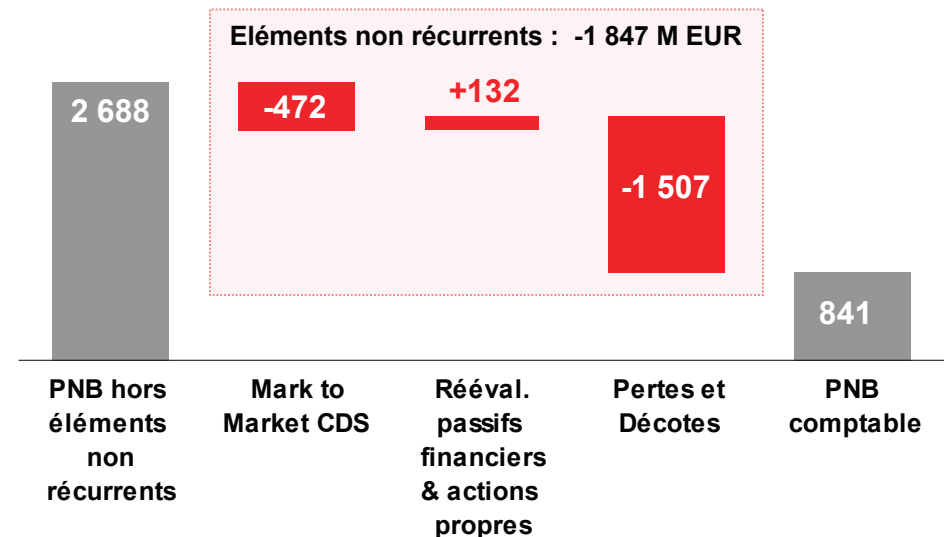 Eléments non récurrents : -1 847 M EUR
2 688
-472
+132
-1 507
841
PNB hors
éléments
non
récurrents
Mark to
Market CDS
Rééval.
passifs
financiers
& actions
propres
Pertes et
Décotes
PNB
comptable